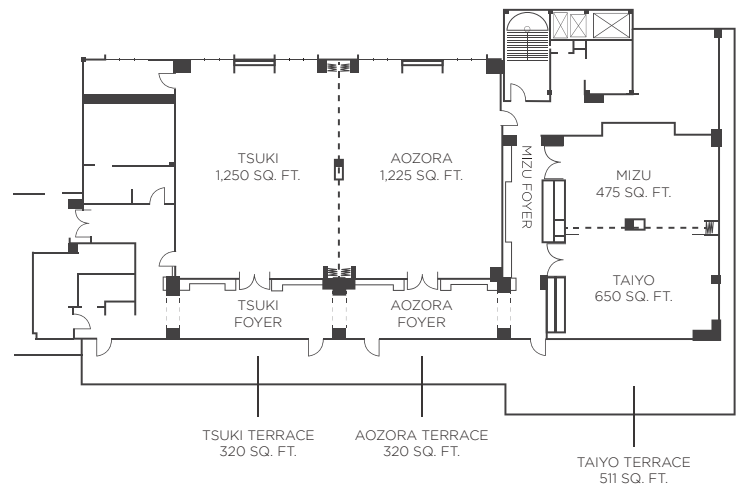 TSUKI
1,250 SQ. FT.
AOZORA
1,225 SQ. FT.
MIZU FOYER
MIZU
475 SQ. FT.
TAIYO
650 SQ. FT.
TSUKI
FOYER
AOZORA
FOYER
TSUKI TERRACE
320 SQ. FT.
AOZORA TERRACE
320 SQ. FT.
TAIYO TERRACE
511 SQ. FT.